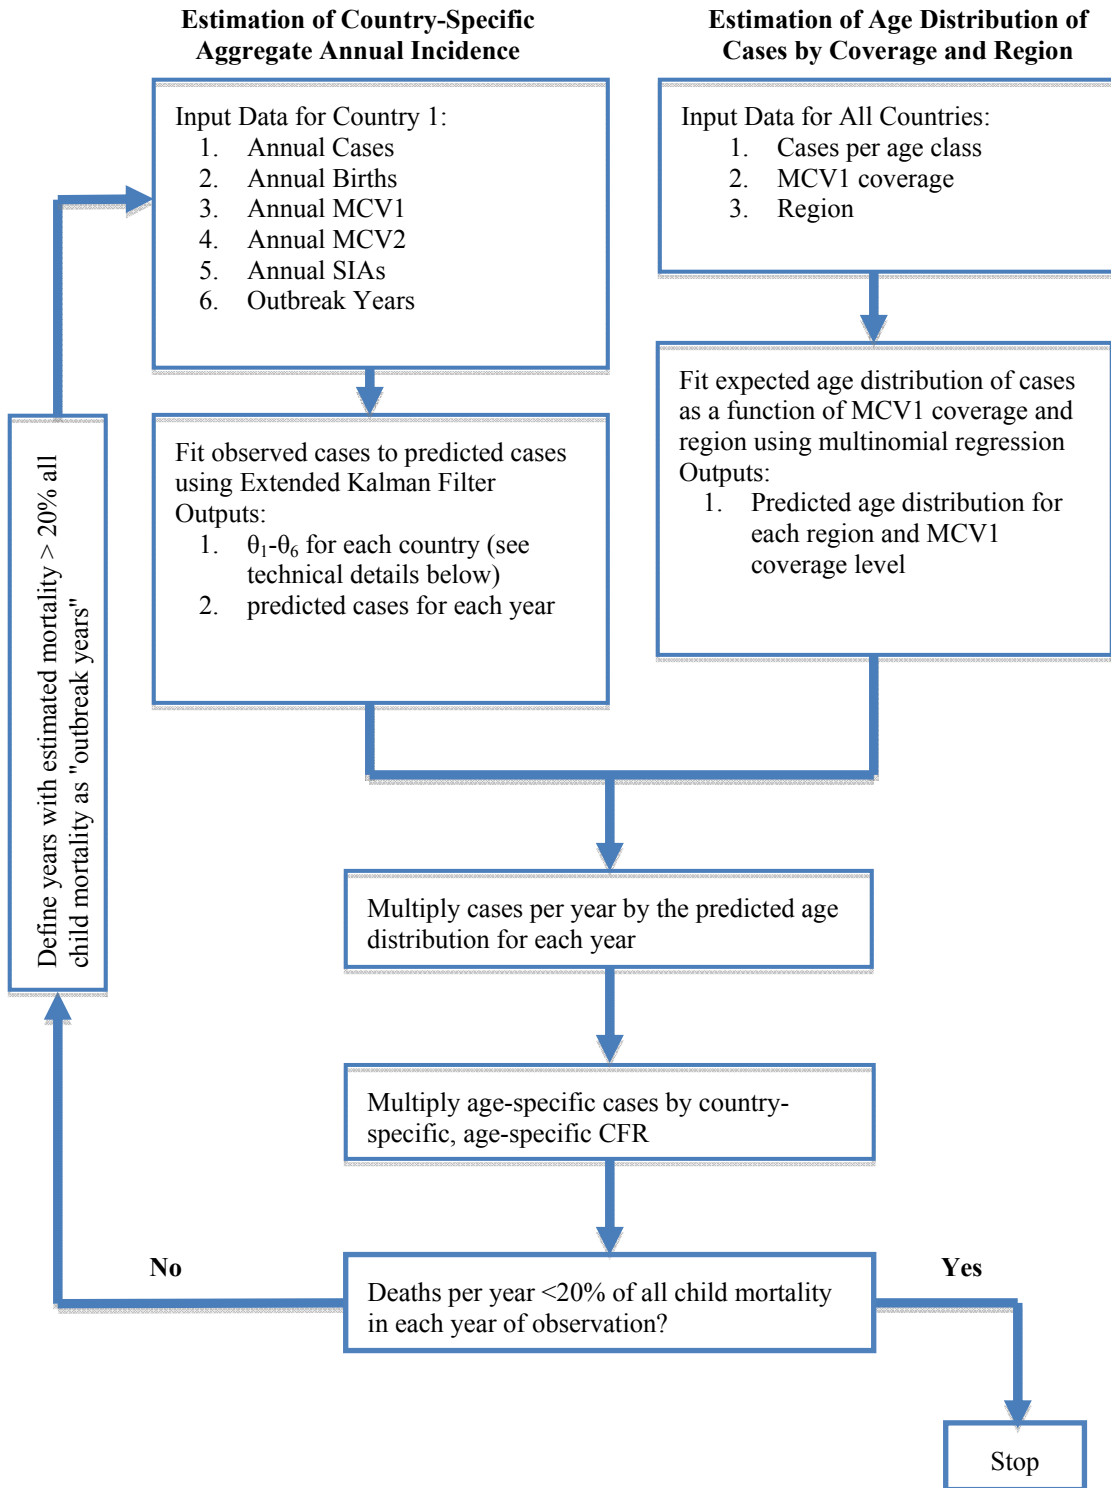 Estimation of Country-Specific
Aggregate Annual Incidence
Estimation of Age Distribution of
Cases by Coverage and Region
Input Data for Country 1:
1. Annual Cases
2. Annual Births
3. Annual MCV1
4. Annual MCV2
5. Annual SIAs
6. Outbreak Years
Input Data for All Countries:
1. Cases per age class
2. MCV1 coverage
3. Region
Fit observed cases to predicted cases
using Extended Kalman Filter
Outputs:
1. θ₁-θ₆ for each country (see
technical details below)
2. predicted cases for each year
Fit expected age distribution of cases
as a function of MCV1 coverage and
region using multinomial regression
Outputs:
1. Predicted age distribution for
each region and MCV1
coverage level
Define years with estimated mortality > 20% all
child mortality as "outbreak years"
Multiply cases per year by the predicted age
distribution for each year
Multiply age-specific cases by country-
specific, age-specific CFR
No
Yes
Deaths per year <20% of all child mortality
in each year of observation?
Stop